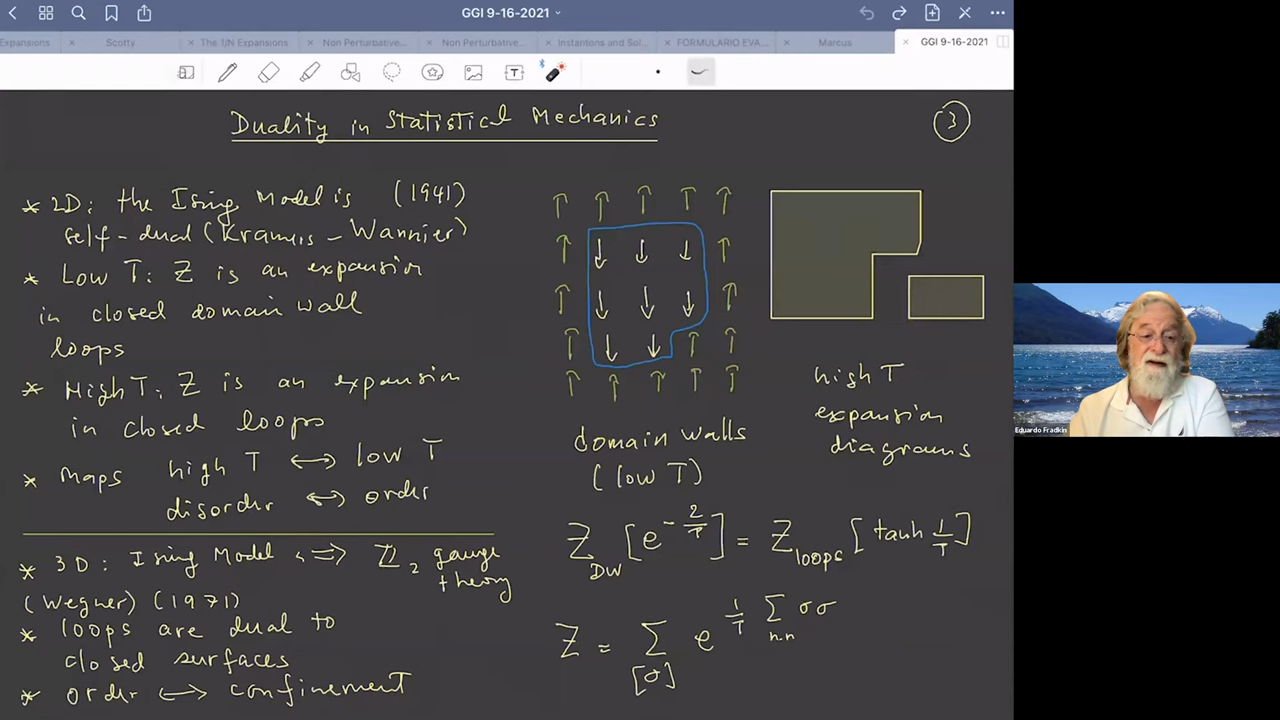 GGI 9-16-2021
Expansions
Scotty
The 1/N Expansions
Non Perturbative...
Non Perturbative...
Instantons and Sol...
FORMULARIO EVA...
Marcus
GGI 9-16-2021
Duality in Statistical Mechanics
3
* 2D: the Ising Model is (1941)
self-dual (Kramers-Wannier)
* Low T: Z is an expansion
in closed domain wall
loops
* High T: Z is an expansion
in closed loops
* Maps high T ↔ low T
disorder ↔ order
* 3D: Ising Model ⇔ ℤ₂ gauge
theory
(Wegner) (1971)
* loops are dual to
closed surfaces
* order ↔ confinement
domain walls
(low T)
high T
expansion
diagrams
Z_DW [e^{-2/T}] = Z_loops [tanh 1/T]
Z = Σ_[σ] e^{1/T Σ_{n.n} σσ}
Eduardo Fradkin